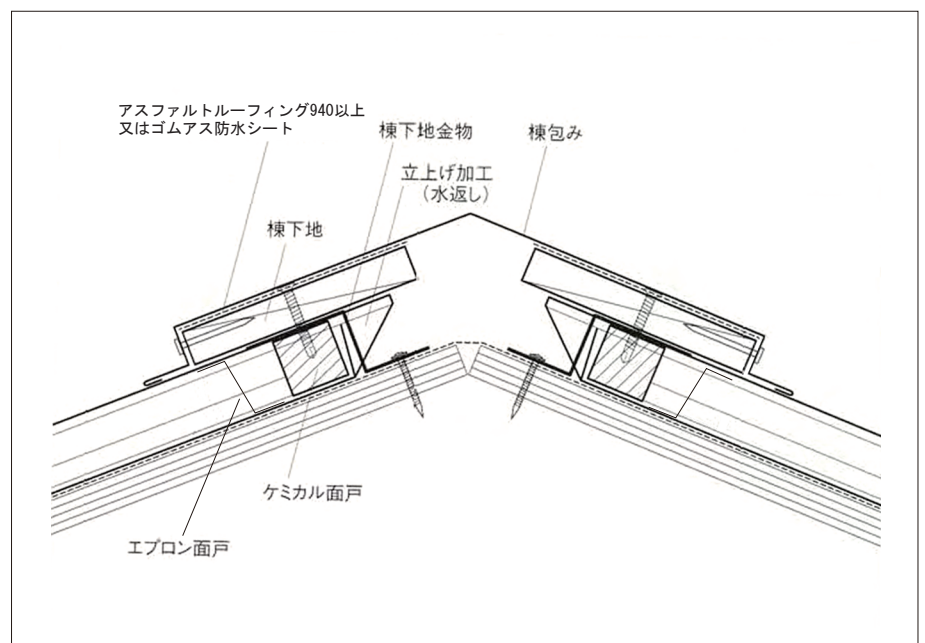 アスファルトルーフィング940以上
又はゴムアス防水シート
棟下地金物
棟包み
立上げ加工
(水返し)
棟下地
ケミカル面戸
エプロン面戸